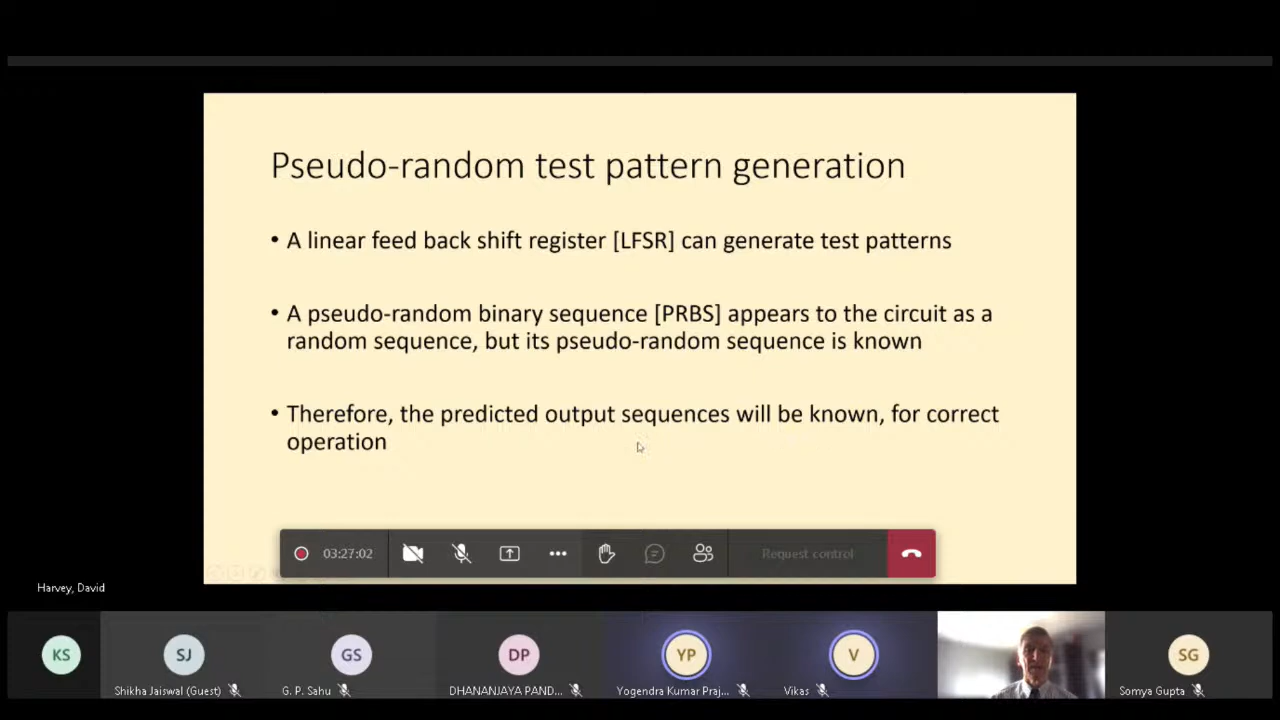 Pseudo-random test pattern generation
• A linear feed back shift register [LFSR] can generate test patterns
• A pseudo-random binary sequence [PRBS] appears to the circuit as a
random sequence, but its pseudo-random sequence is known
• Therefore, the predicted output sequences will be known, for correct
operation
03:27:02
Request control
Harvey, David
KS
SJ
GS
DP
YP
V
SG
Shikha Jaiswal (Guest)
G. P. Sahu
DHANANJAYA PAND...
Yogendra Kumar Praj...
Vikas
Somya Gupta